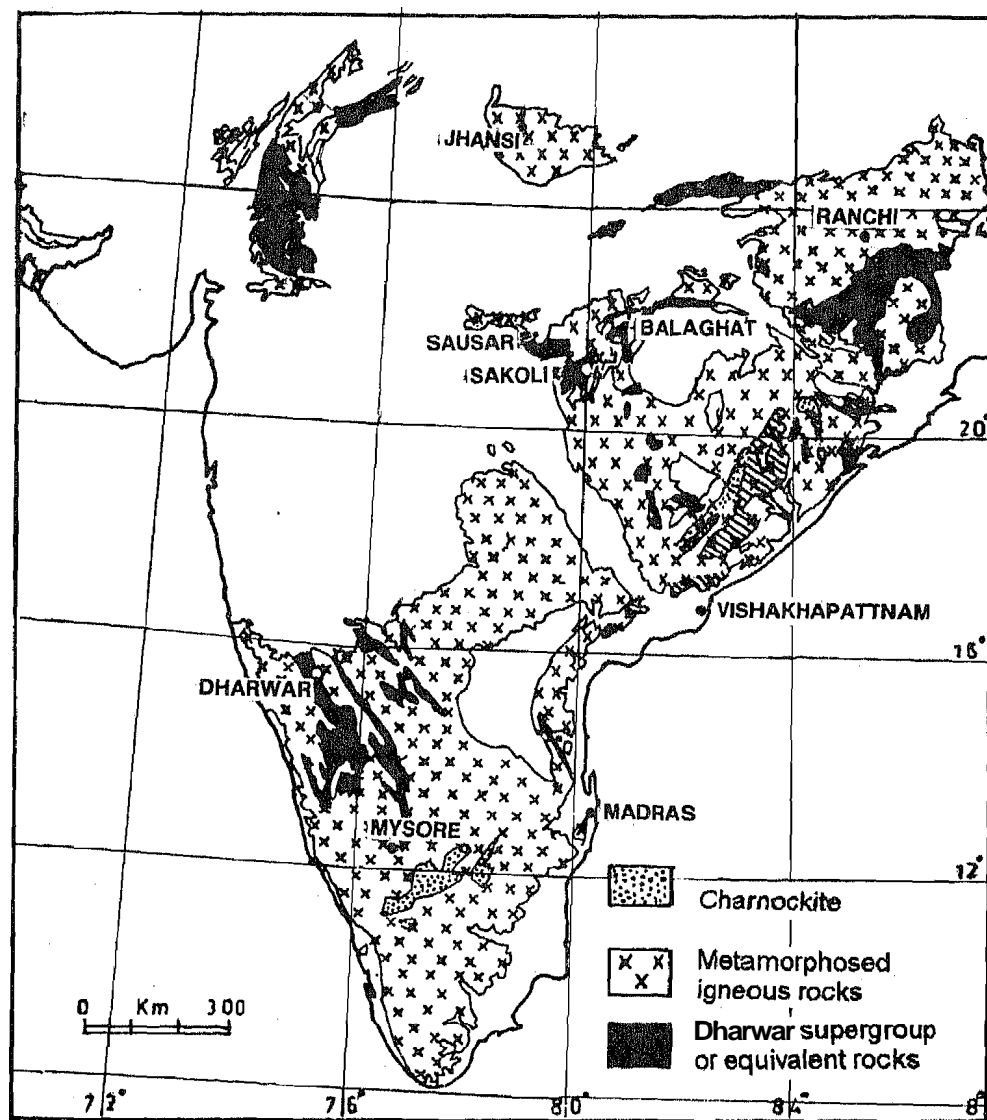 JHANSI
RANCHI
BALAGHAT
SAUSAR
SAKOLI
20°
VISHAKHAPATTNAM
16°
DHARWAR
MADRAS
MYSORE
12°
Charnockite
Metamorphosed
igneous rocks
Dharwar supergroup
or equivalent rocks
0 Km 300
72° 76° 80° 84°